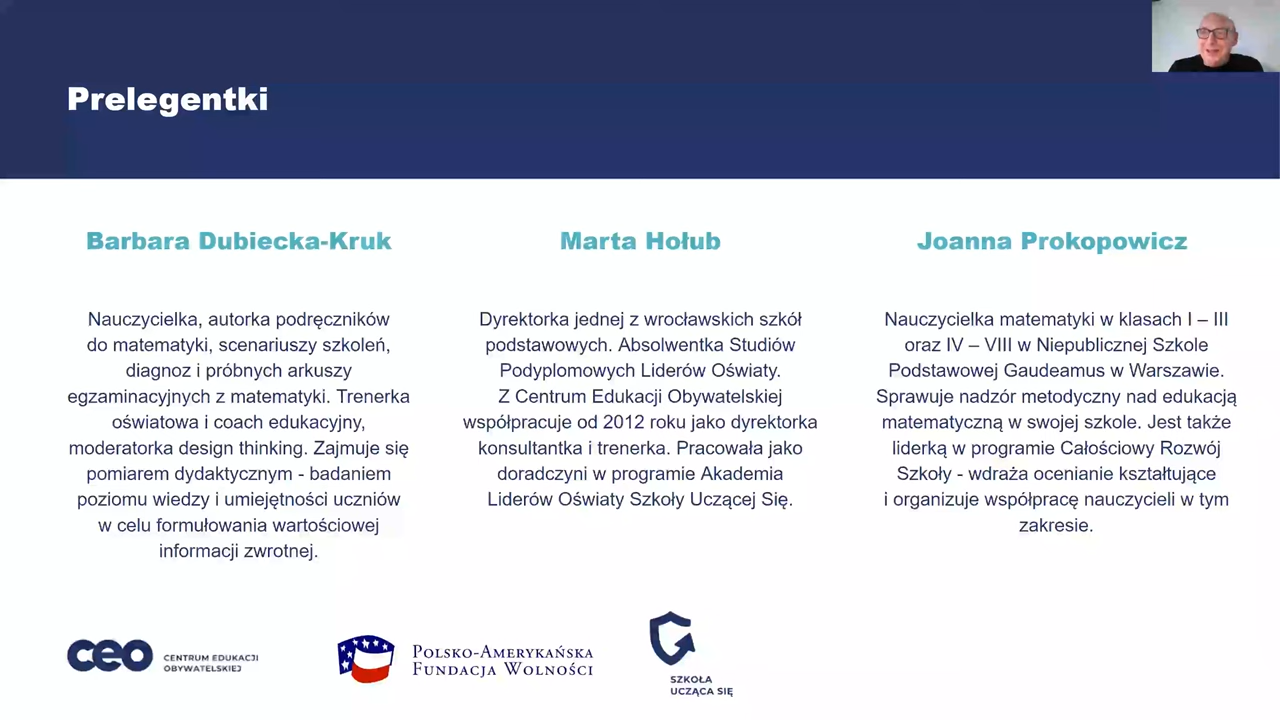 Prelegentki
Barbara Dubiecka-Kruk
Nauczycielka, autorka podręczników
do matematyki, scenariuszy szkoleń,
diagnoz i próbnych arkuszy
egzaminacyjnych z matematyki. Trenerka
oświatowa i coach edukacyjny,
moderatorka design thinking. Zajmuje się
pomiarem dydaktycznym - badaniem
poziomu wiedzy i umiejętności uczniów
w celu formułowania wartościowej
informacji zwrotnej.
Marta Hołub
Dyrektorka jednej z wrocławskich szkół
podstawowych. Absolwentka Studiów
Podyplomowych Liderów Oświaty.
Z Centrum Edukacji Obywatelskiej
współpracuje od 2012 roku jako dyrektorka
konsultantka i trenerka. Pracowała jako
doradczyni w programie Akademia
Liderów Oświaty Szkoły Uczącej Się.
Joanna Prokopowicz
Nauczycielka matematyki w klasach I – III
oraz IV – VIII w Niepublicznej Szkole
Podstawowej Gaudeamus w Warszawie.
Sprawuje nadzór metodyczny nad edukacją
matematyczną w swojej szkole. Jest także
liderką w programie Całościowy Rozwój
Szkoły - wdraża ocenianie kształtujące
i organizuje współpracę nauczycieli w tym
zakresie.
ceo
CENTRUM EDUKACJI
OBYWATELSKIEJ
POLSKO-AMERYKAŃSKA
FUNDACJA WOLNOŚCI
SZKOŁA
UCZĄCA SIĘ